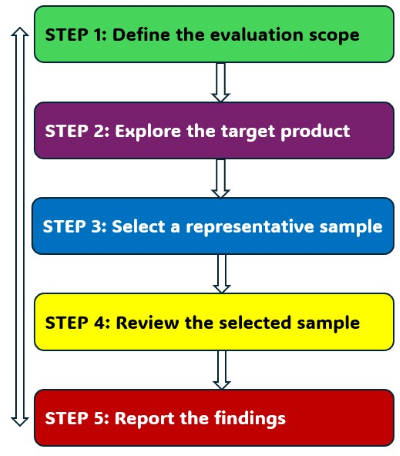 STEP 1: Define the evaluation scope
STEP 2: Explore the target product
STEP 3: Select a representative sample
STEP 4: Review the selected sample
STEP 5: Report the findings